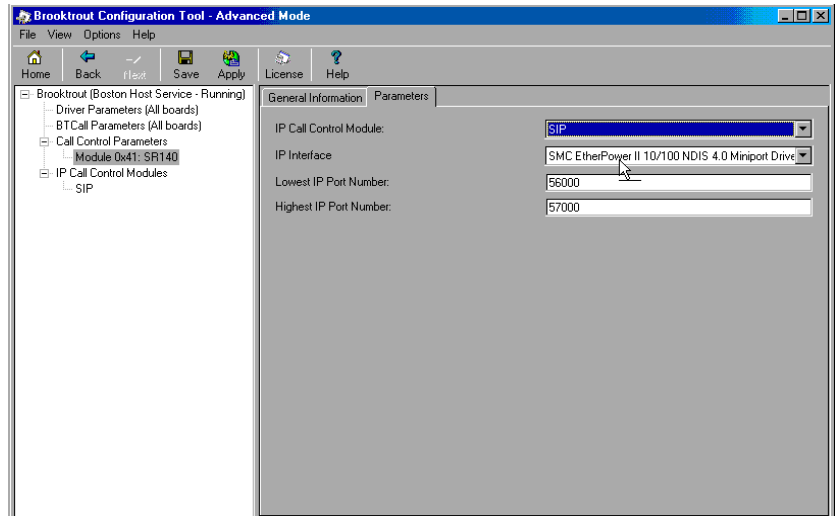 Brooktrout Configuration Tool - Advanced Mode
File View Options Help
Home Back Next Save Apply License Help
Brooktrout (Boston Host Service - Running)
Driver Parameters (All boards)
BTCall Parameters (All boards)
Call Control Parameters
Module 0x41: SR140
IP Call Control Modules
SIP
General Information Parameters
IP Call Control Module: SIP
IP Interface SMC EtherPower II 10/100 NDIS 4.0 Miniport Drive
Lowest IP Port Number: 56000
Highest IP Port Number: 57000